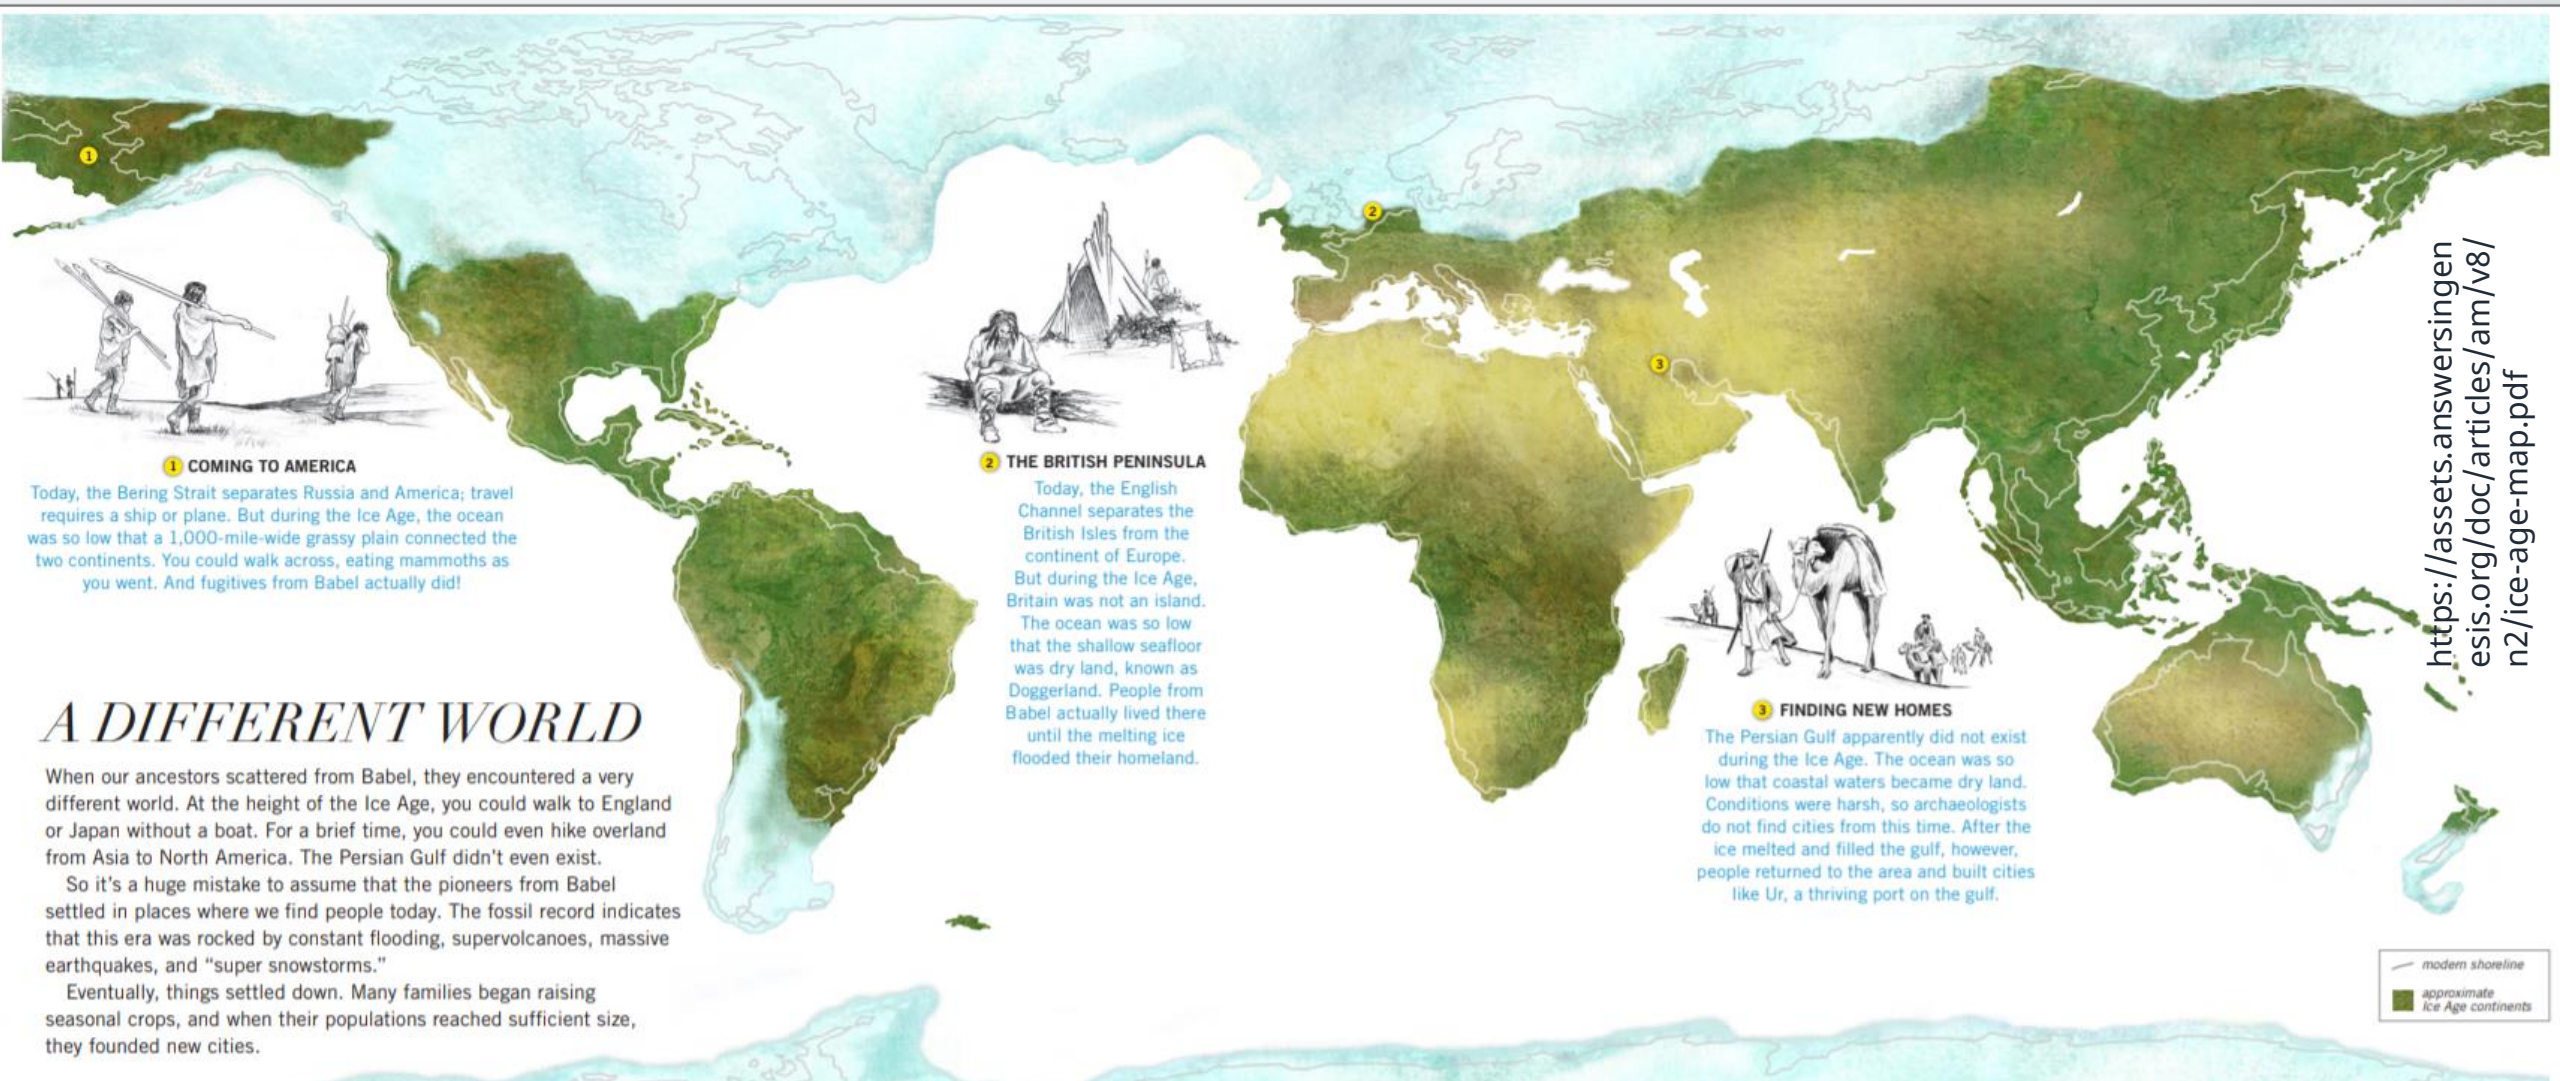 1 COMING TO AMERICA
Today, the Bering Strait separates Russia and America; travel
requires a ship or plane. But during the Ice Age, the ocean
was so low that a 1,000-mile-wide grassy plain connected the
two continents. You could walk across, eating mammoths as
you went. And fugitives from Babel actually did!
A DIFFERENT WORLD
When our ancestors scattered from Babel, they encountered a very
different world. At the height of the Ice Age, you could walk to England
or Japan without a boat. For a brief time, you could even hike overland
from Asia to North America. The Persian Gulf didn't even exist.
So it's a huge mistake to assume that the pioneers from Babel
settled in places where we find people today. The fossil record indicates
that this era was rocked by constant flooding, supervolcanoes, massive
earthquakes, and “super snowstorms.”
Eventually, things settled down. Many families began raising
seasonal crops, and when their populations reached sufficient size,
they founded new cities.
2 THE BRITISH PENINSULA
Today, the English
Channel separates the
British Isles from the
continent of Europe.
But during the Ice Age,
Britain was not an island.
The ocean was so low
that the shallow seafloor
was dry land, known as
Doggerland. People from
Babel actually lived there
until the melting ice
flooded their homeland.
3 FINDING NEW HOMES
The Persian Gulf apparently did not exist
during the Ice Age. The ocean was so
low that coastal waters became dry land.
Conditions were harsh, so archaeologists
do not find cities from this time. After the
ice melted and filled the gulf, however,
people returned to the area and built cities
like Ur, a thriving port on the gulf.
1
2
3
https://assets.answersingen
esis.org/doc/articles/am/v8/
n2/ice-age-map.pdf
modern shoreline
approximate
Ice Age continents